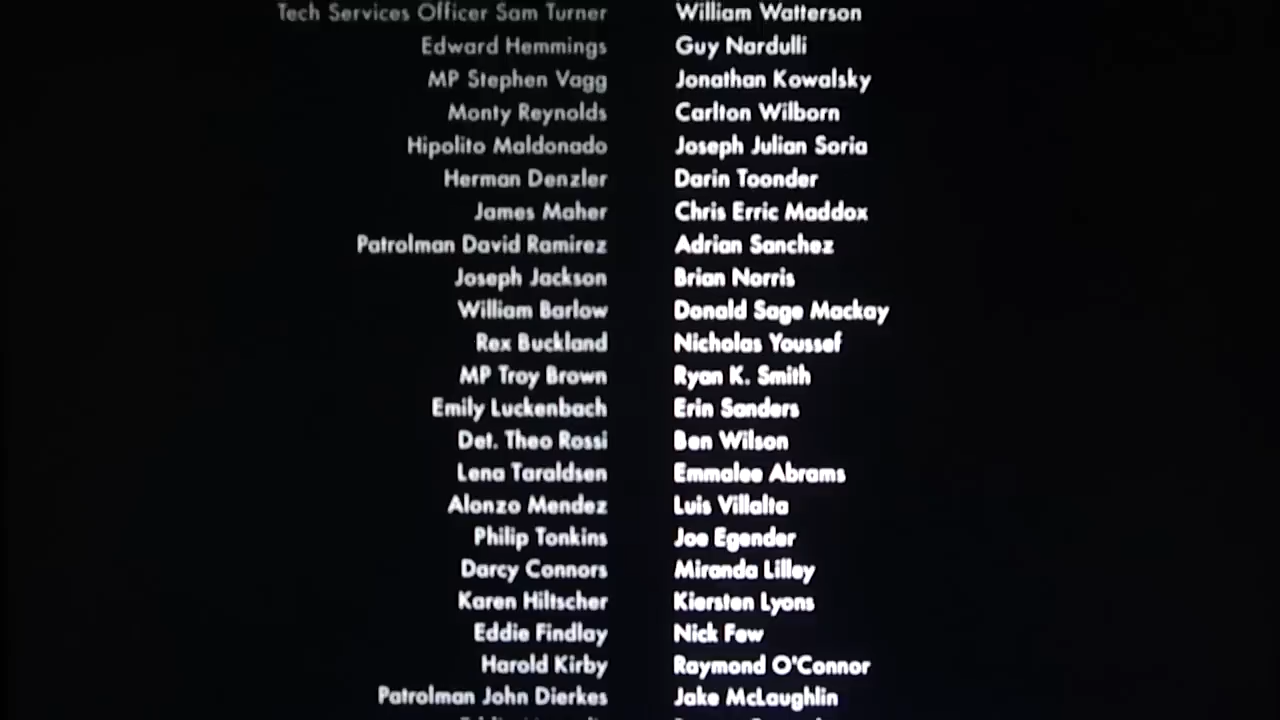 Tech Services Officer Sam Turner William Watterson
Edward Hemmings Guy Nardulli
MP Stephen Vagg Jonathan Kowalsky
Monty Reynolds Carlton Wilborn
Hipolito Maldonado Joseph Julian Soria
Herman Denzler Darin Toonder
James Maher Chris Erric Maddox
Patrolman David Ramirez Adrian Sanchez
Joseph Jackson Brian Norris
William Barlow Donald Sage Mackay
Rex Buckland Nicholas Youssef
MP Troy Brown Ryan K. Smith
Emily Luckenbach Erin Sanders
Det. Theo Rossi Ben Wilson
Lena Taraldsen Emmalee Abrams
Alonzo Mendez Luis Villalta
Philip Tonkins Joe Egender
Darcy Connors Miranda Lilley
Karen Hiltscher Kiersten Lyons
Eddie Findlay Nick Few
Harold Kirby Raymond O'Connor
Patrolman John Dierkes Jake McLaughlin